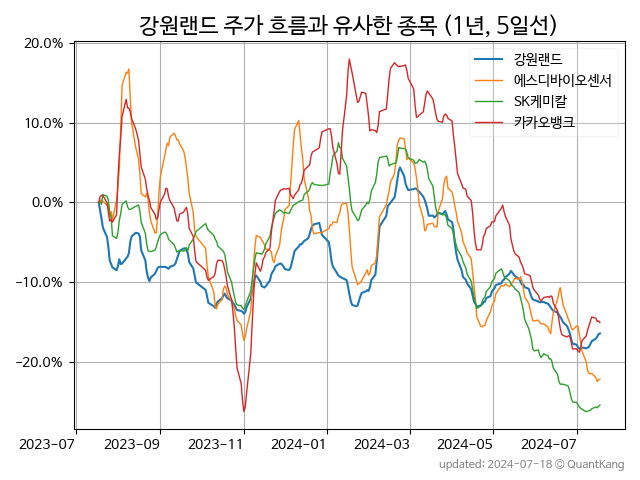 강원랜드 주가 흐름과 유사한 종목 (1년, 5일선)
강원랜드
에스디바이오센서
SK케미칼
카카오뱅크
20.0%
10.0%
0.0%
−10.0%
−20.0%
2023-07 2023-09 2023-11 2024-01 2024-03 2024-05 2024-07
updated: 2024-07-18 © QuantKang